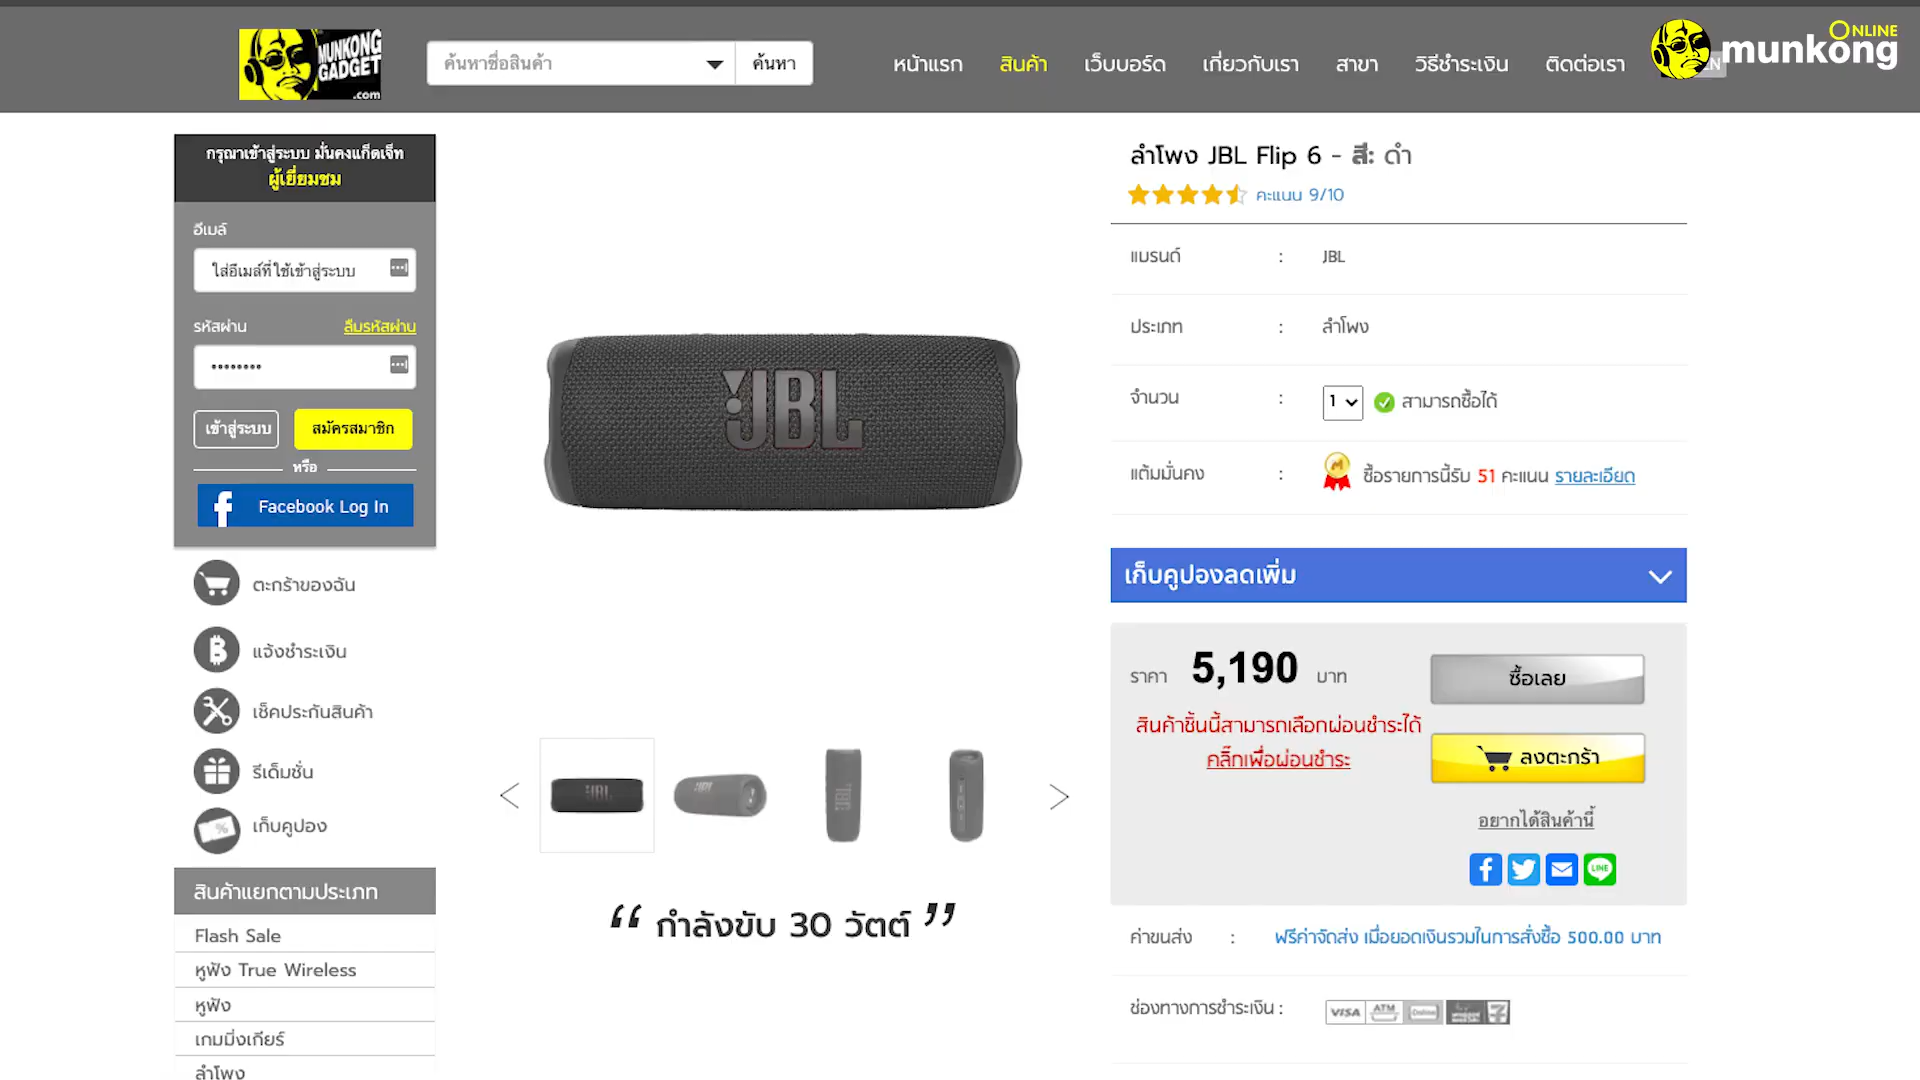 MUNKONG
GADGET
.com
ค้นหาชื่อสินค้า
ค้นหา
หน้าแรก
สินค้า
เว็บบอร์ด
เกี่ยวกับเรา
สาขา
วิธีชำระเงิน
ติดต่อเรา
ONLINE
munkong
กรุณาเข้าสู่ระบบ มั่นคงแก็ดเจ็ท
ผู้เยี่ยมชม
อีเมล์
ใส่อีเมล์ที่ใช้เข้าสู่ระบบ
รหัสผ่าน
ลืมรหัสผ่าน
••••••••
เข้าสู่ระบบ
สมัครสมาชิก
หรือ
Facebook Log In
ตะกร้าของฉัน
แจ้งชำระเงิน
เช็คประกันสินค้า
รีเด็มชั่น
เก็บคูปอง
สินค้าแยกตามประเภท
Flash Sale
หูฟัง True Wireless
หูฟัง
เกมมิ่งเกียร์
ลำโพง
JBL
“ กำลังขับ 30 วัตต์ ”
ลำโพง JBL Flip 6 - สี: ดำ
คะแนน 9/10
แบรนด์ : JBL
ประเภท : ลำโพง
จำนวน : 1 สามารถซื้อได้
แต้มมั่นคง : ซื้อรายการนี้รับ 51 คะแนน รายละเอียด
เก็บคูปองลดเพิ่ม
ราคา 5,190 บาท
ซื้อเลย
สินค้าชิ้นนี้สามารถเลือกผ่อนชำระได้
คลิ๊กเพื่อผ่อนชำระ
ลงตะกร้า
อยากได้สินค้านี้
LINE
ค่าขนส่ง : ฟรีค่าจัดส่ง เมื่อยอดเงินรวมในการสั่งซื้อ 500.00 บาท
ช่องทางการชำระเงิน :
VISA
ATM